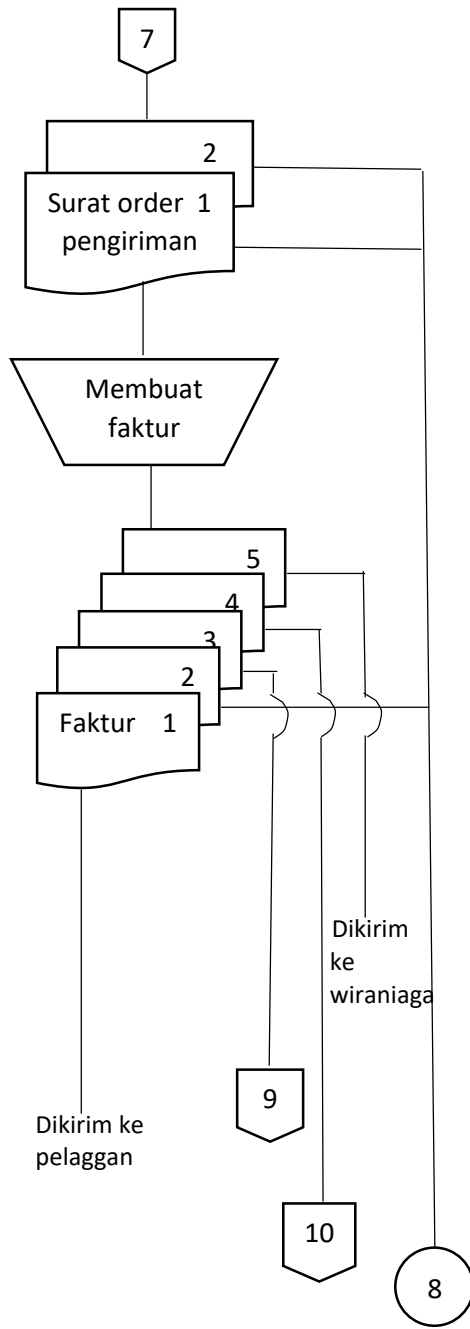 7
2
Surat order 1
pengiriman
Membuat
faktur
5
4
3
2
Faktur 1
Dikirim
ke
wiraniaga
9
Dikirim ke
pelaggan
10
8